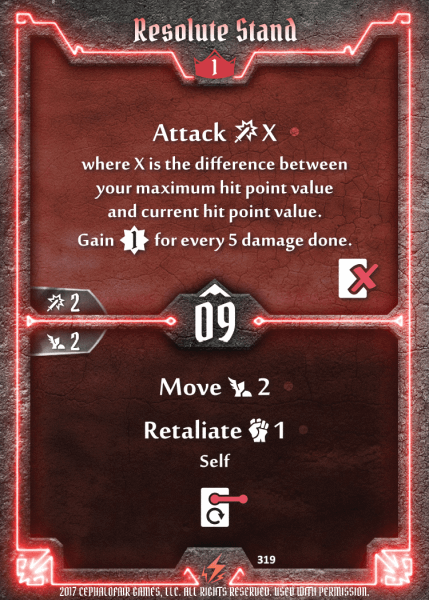 Resolute Stand
1
Attack X
where X is the difference between
your maximum hit point value
and current hit point value.
Gain 1 for every 5 damage done.
2
09
2
Move 2
Retaliate 1
Self
319
2017 CEPHALOFAIR GAMES, LLC. ALL RIGHTS RESERVED. USED WITH PERMISSION.